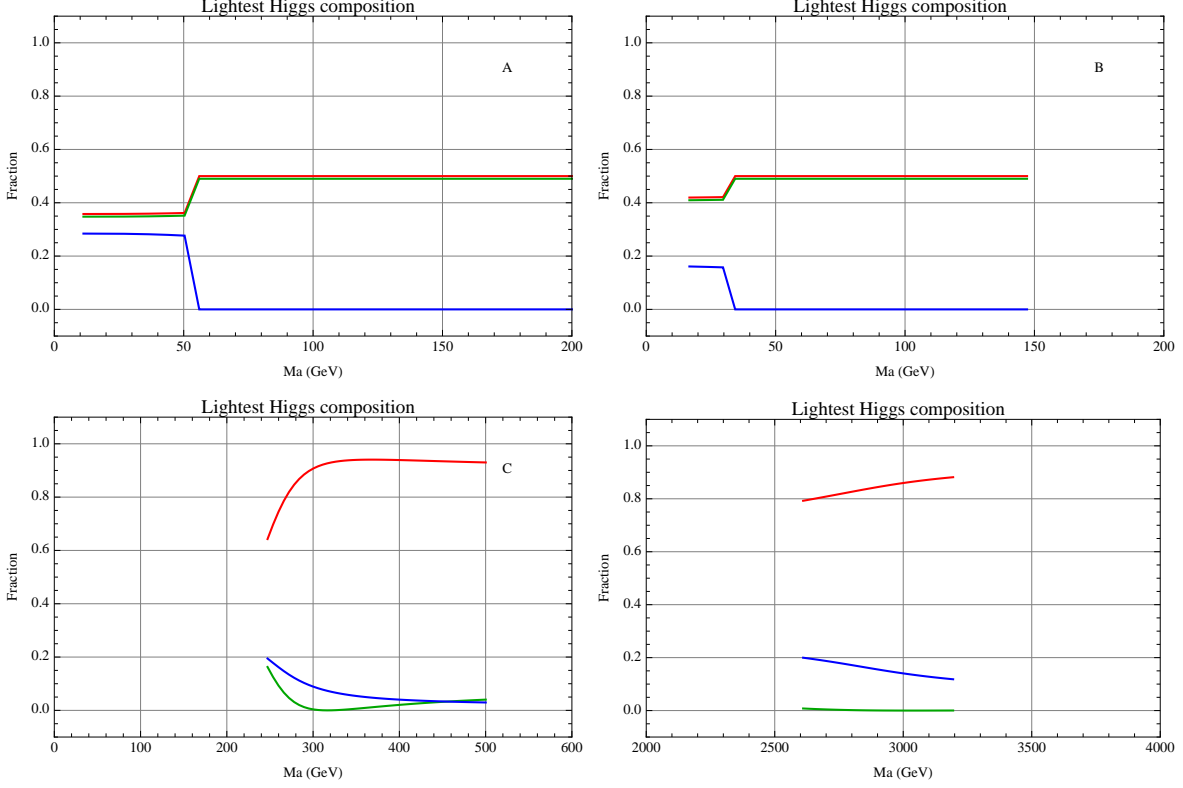 Lightest Higgs composition
1.0
A
0.8
0.6
Fraction
0.4
0.2
0.0
0 50 100 150 200
Ma (GeV)
Lightest Higgs composition
1.0
B
0.8
0.6
Fraction
0.4
0.2
0.0
0 50 100 150 200
Ma (GeV)
Lightest Higgs composition
1.0
C
0.8
0.6
Fraction
0.4
0.2
0.0
0 100 200 300 400 500 600
Ma (GeV)
Lightest Higgs composition
1.0
0.8
0.6
Fraction
0.4
0.2
0.0
2000 2500 3000 3500 4000
Ma (GeV)